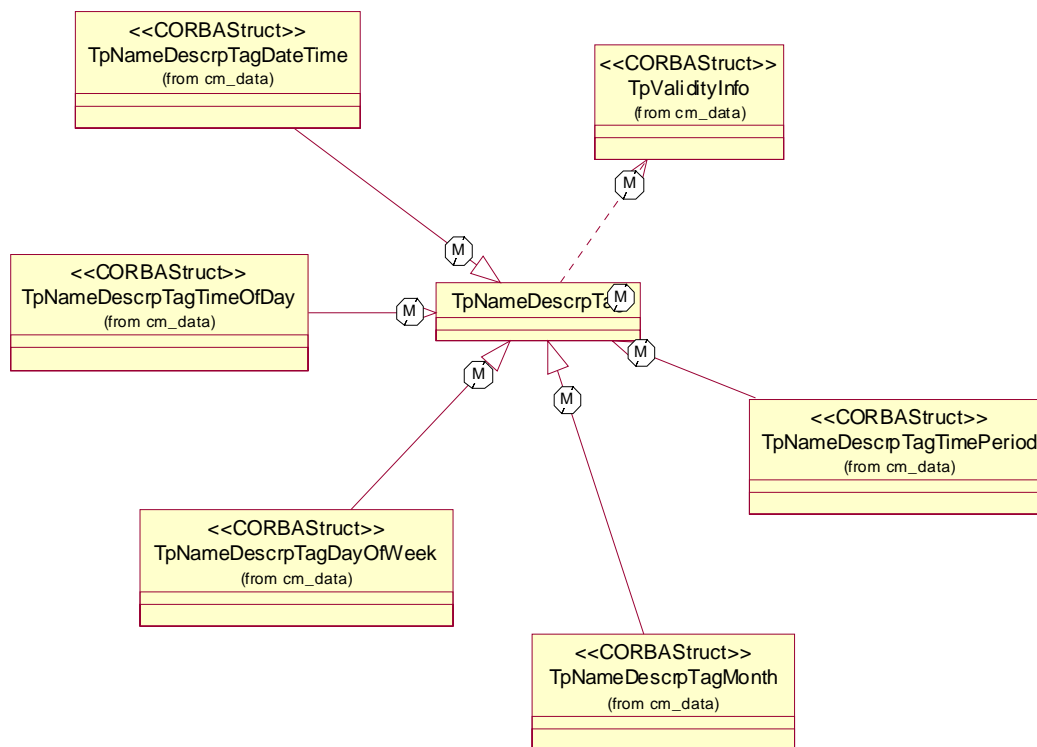 <<CORBAStruct>>
TpNameDescrpTagDateTime
(from cm_data)
<<CORBAStruct>>
TpValidityInfo
(from cm_data)
M
M
<<CORBAStruct>>
TpNameDescrpTagTimeOfDay
(from cm_data)
M
TpNameDescrpTag
M
M
M
M
<<CORBAStruct>>
TpNameDescrpTagTimePeriod
(from cm_data)
<<CORBAStruct>>
TpNameDescrpTagDayOfWeek
(from cm_data)
<<CORBAStruct>>
TpNameDescrpTagMonth
(from cm_data)